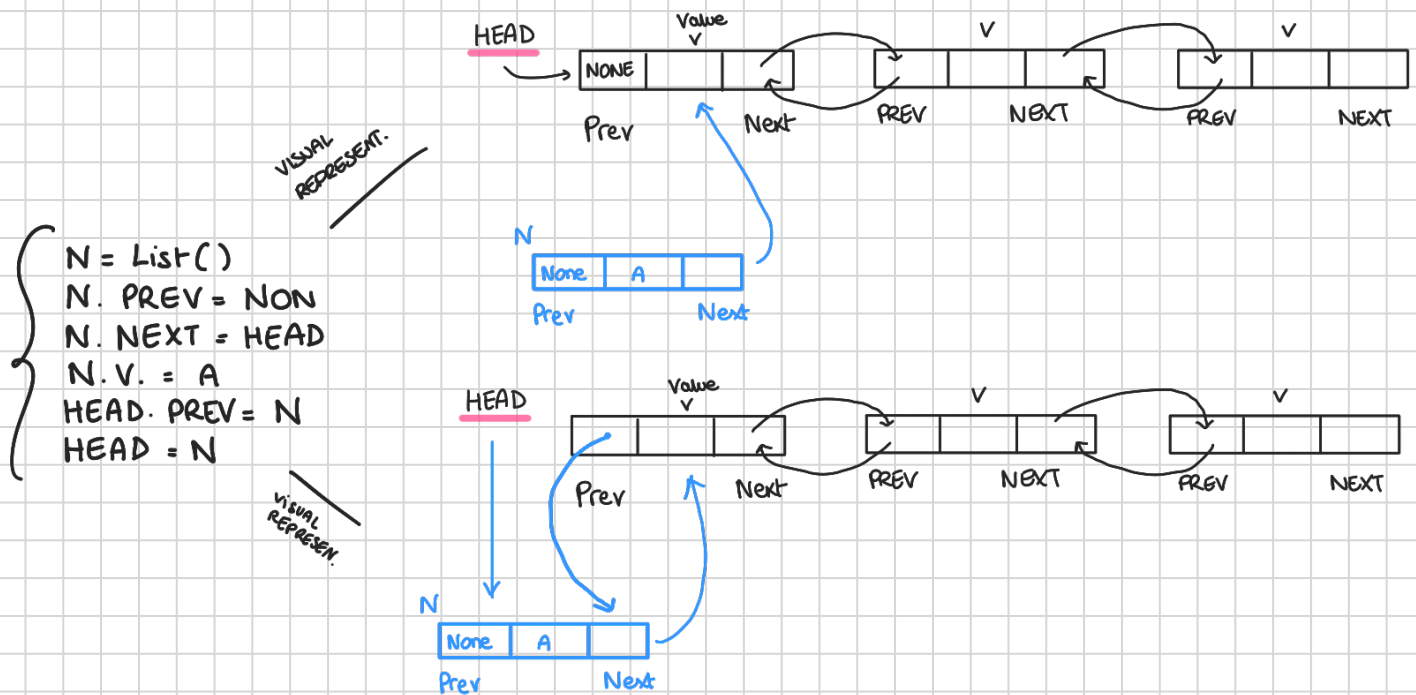 HEAD
Value
V V V
NONE
Prev Next PREV NEXT PREV NEXT
VISUAL
REPRESENT.
N
None A
Prev Next
N = List()
N. PREV = NON
N. NEXT = HEAD
N.V. = A
HEAD. PREV = N
HEAD = N
VISUAL
REPRESEN.
HEAD
Value
V V V
Prev Next PREV NEXT PREV NEXT
N
None A
Prev Next